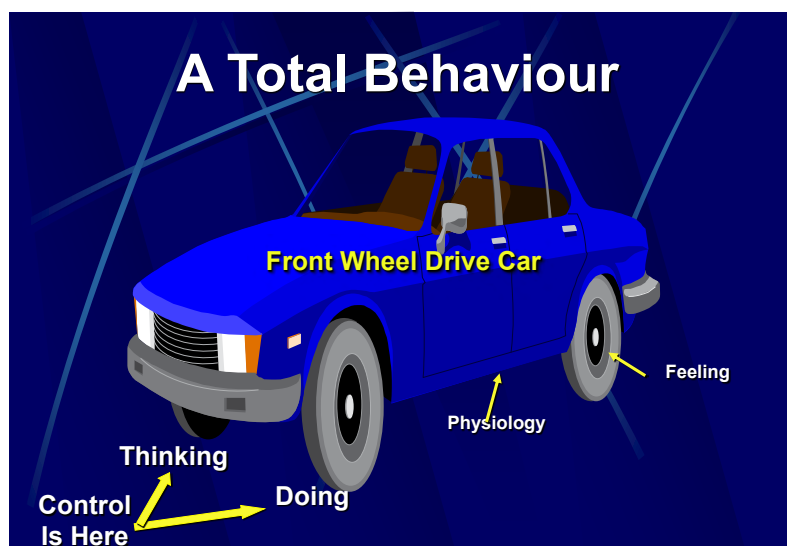 A Total Behaviour
Front Wheel Drive Car
Feeling
Physiology
Thinking
Doing
Control
Is Here